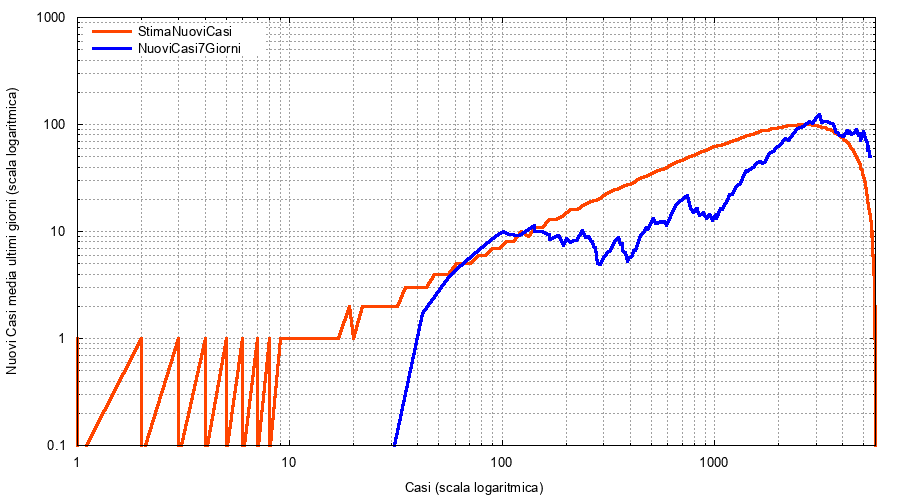 1000
StimaNuoviCasi
NuoviCasi7Giorni
100
10
1
0.1
Nuovi Casi media ultimi giorni (scala logaritmica)
1 10 100 1000
Casi (scala logaritmica)